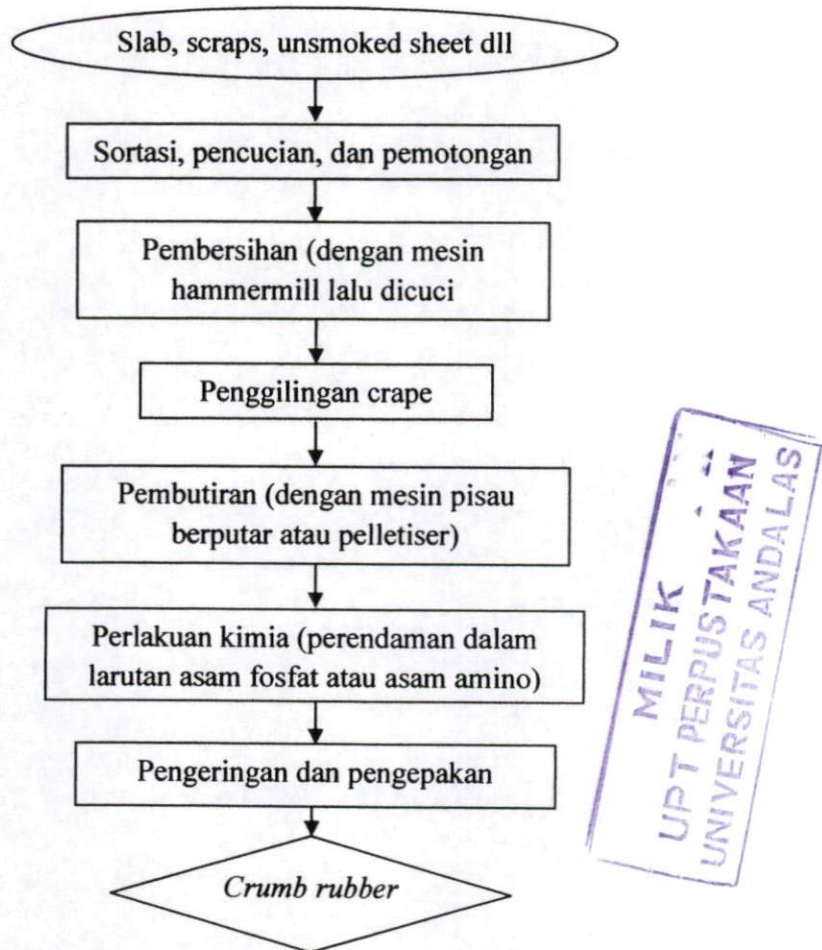 Slab, scraps, unsmoked sheet dll
Sortasi, pencucian, dan pemotongan
Pembersihan (dengan mesin
hammermill lalu dicuci
Penggilingan crape
Pembutiran (dengan mesin pisau
berputar atau pelletiser)
Perlakuan kimia (perendaman dalam
larutan asam fosfat atau asam amino)
Pengeringan dan pengepakan
Crumb rubber
MILIK
UPT PERPUSTAKAAN
UNIVERSITAS ANDALAS